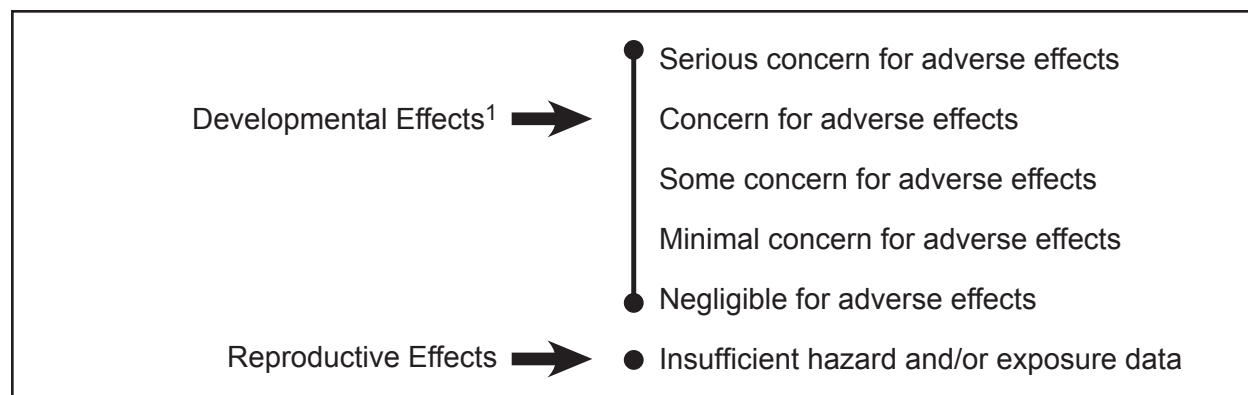 Serious concern for adverse effects
Developmental Effects¹ Concern for adverse effects
Some concern for adverse effects
Minimal concern for adverse effects
Negligible for adverse effects
Reproductive Effects Insufficient hazard and/or exposure data